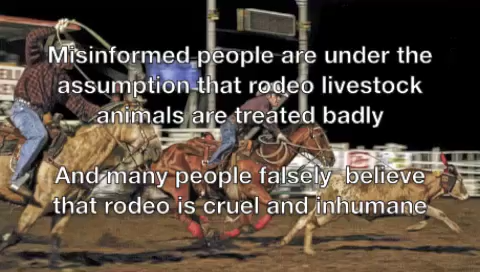 Misinformed people are under the
assumption that rodeo livestock
animals are treated badly
And many people falsely believe
that rodeo is cruel and inhumane